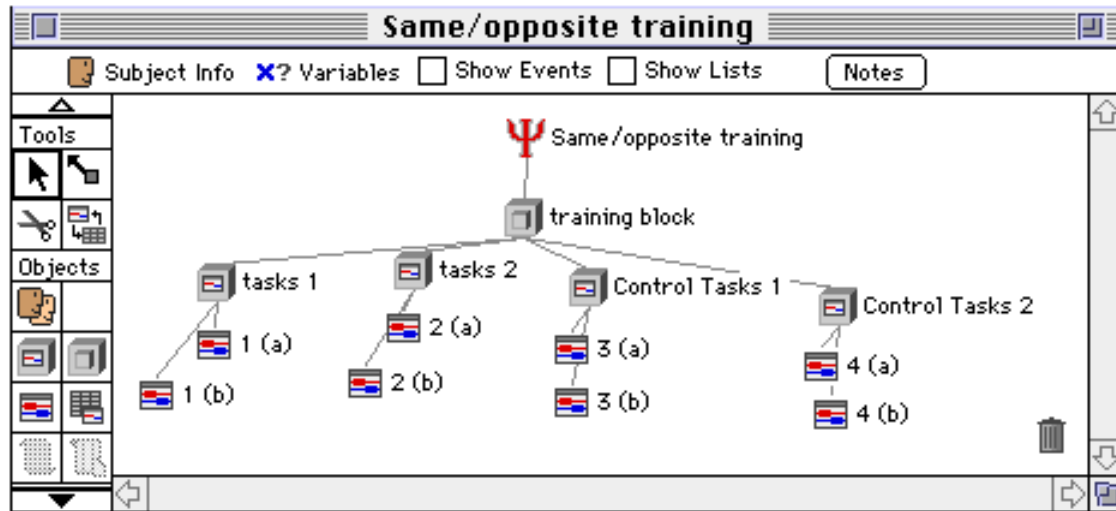 Same/opposite training
Subject Info X? Variables Show Events Show Lists Notes
Tools
Ψ Same/opposite training
training block
Objects
tasks 1
tasks 2
Control Tasks 1
Control Tasks 2
1 (a)
2 (a)
3 (a)
4 (a)
1 (b)
2 (b)
3 (b)
4 (b)